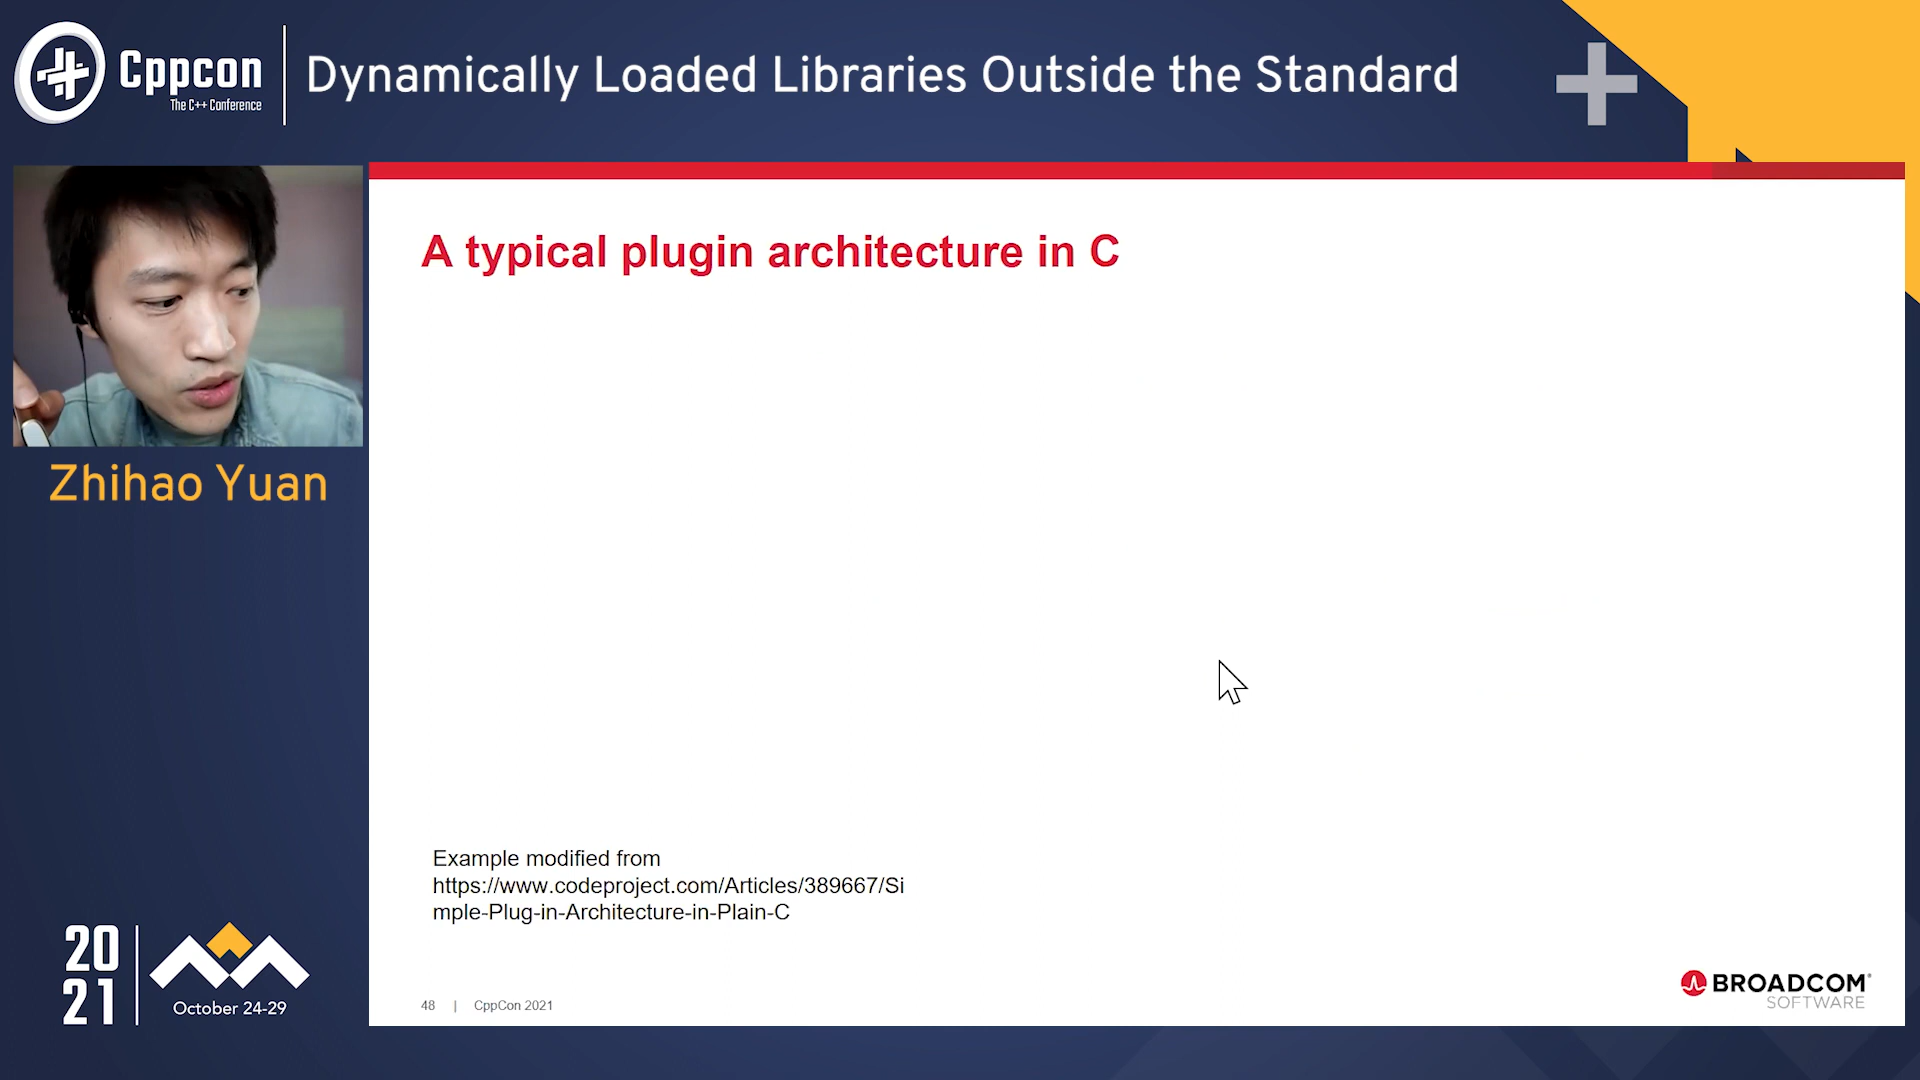 Cppcon
The C++ Conference
Dynamically Loaded Libraries Outside the Standard
Zhihao Yuan
A typical plugin architecture in C
Example modified from
https://www.codeproject.com/Articles/389667/Si
mple-Plug-in-Architecture-in-Plain-C
48 | CppCon 2021
BROADCOM®
SOFTWARE
20
21
October 24-29